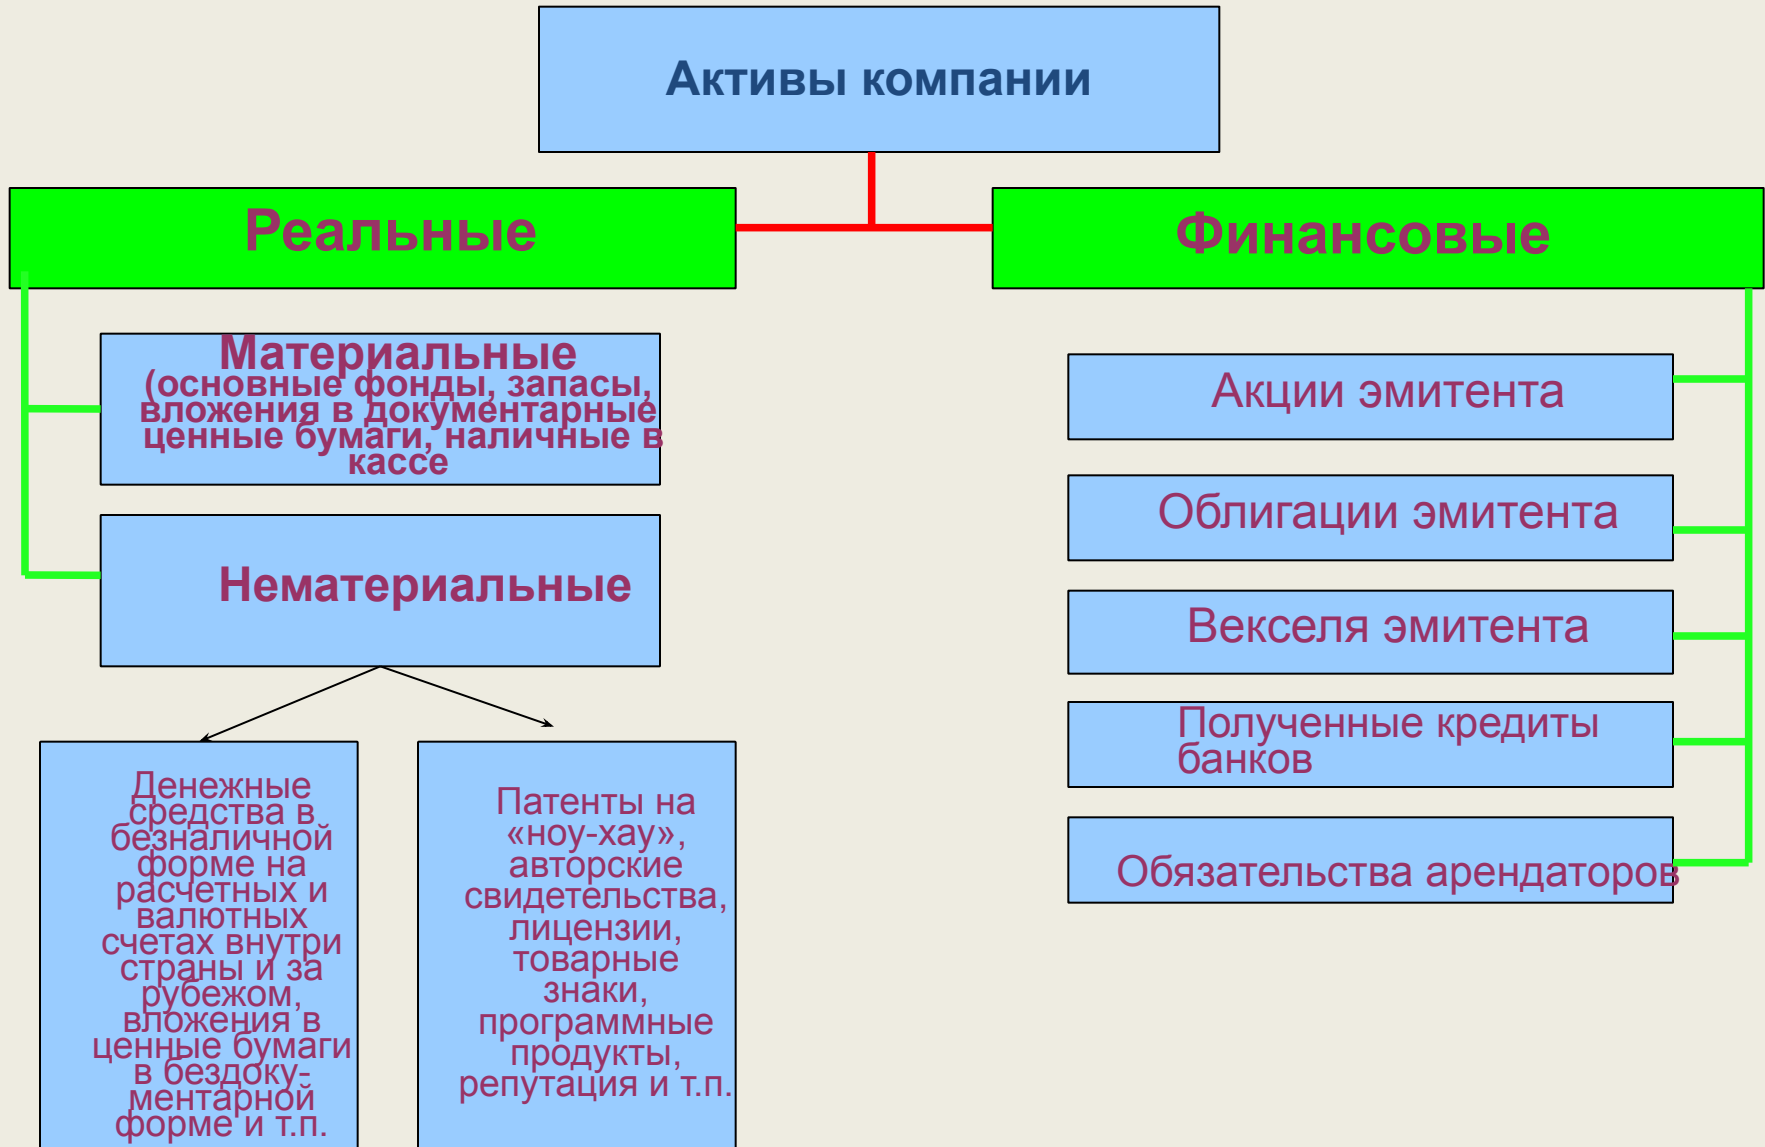 Активы компании
Реальные
Финансовые
Материальные
(основные фонды, запасы,
вложения в документарные
ценные бумаги, наличные в
кассе
Нематериальные
Денежные
средства в
безналичной
форме на
расчетных и
валютных
счетах внутри
страны и за
рубежом,
вложения в
ценные бумаги
в бездоку-
ментарной
форме и т.п.
Патенты на
«ноу-хау»,
авторские
свидетельства,
лицензии,
товарные
знаки,
программные
продукты,
репутация и т.п.
Акции эмитента
Облигации эмитента
Векселя эмитента
Полученные кредиты
банков
Обязательства арендаторов